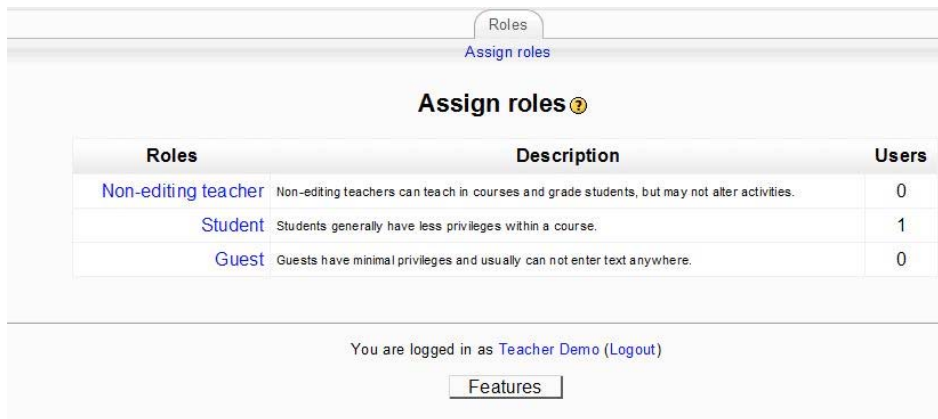 Roles
Assign roles
Assign roles ?
Roles Description Users
Non-editing teacher Non-editing teachers can teach in courses and grade students, but may not alter activities. 0
Student Students generally have less privileges within a course. 1
Guest Guests have minimal privileges and usually can not enter text anywhere. 0
You are logged in as Teacher Demo (Logout)
Features